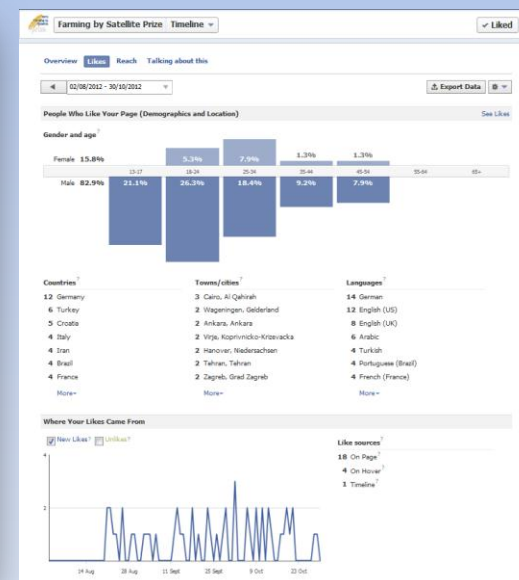 Farming by Satellite Prize Timeline
Liked
Overview Likes Reach Talking about this
02/08/2012 - 30/10/2012
Export Data
People Who Like Your Page (Demographics and Location)
See Likes
Gender and age?
Female 15.8% 5.3% 7.9% 1.3% 1.3%
13-17 18-24 25-34 35-44 45-54 55-64 65+
Male 82.9% 21.1% 26.3% 18.4% 9.2% 7.9%
Countries?
12 Germany
6 Turkey
5 Croatia
4 Italy
4 Iran
4 Brazil
4 France
More
Towns/cities?
3 Cairo, Al Qahirah
2 Wageningen, Gelderland
2 Ankara, Ankara
2 Virje, Koprivnicko-Krizevacka
2 Hanover, Niedersachsen
2 Tehran, Tehran
2 Zagreb, Grad Zagreb
More
Languages?
14 German
12 English (US)
8 English (UK)
6 Arabic
4 Turkish
4 Portuguese (Brazil)
4 French (France)
More
Where Your Likes Came From
New Likes? Unlikes?
4
2
14 Aug 28 Aug 11 Sept 25 Sept 9 Oct 23 Oct
Like sources?
18 On Page?
4 On Hover?
1 Timeline?